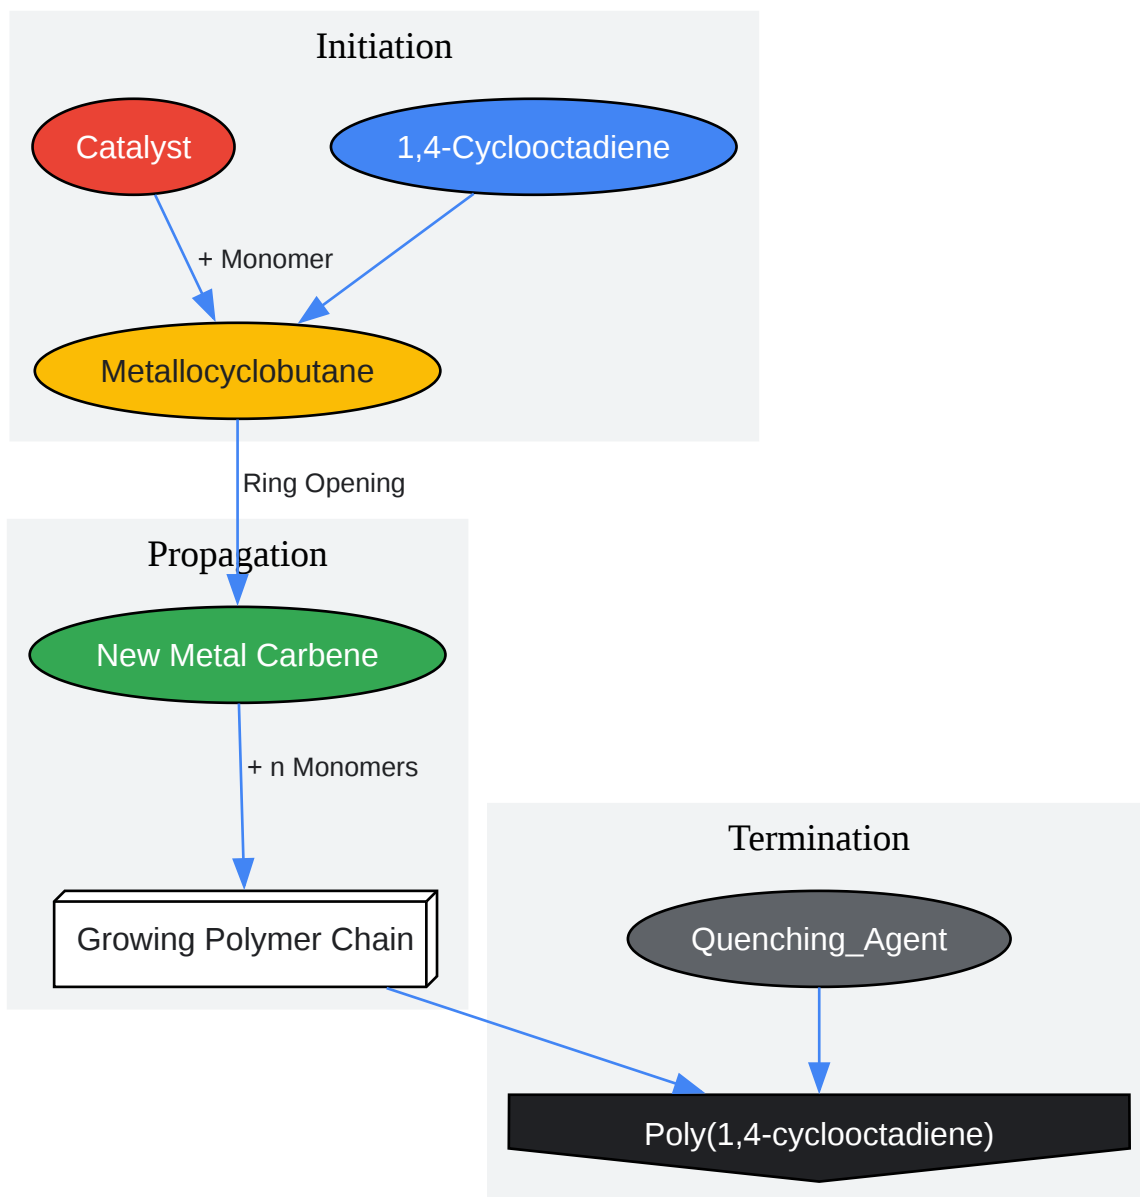 Initiation
Catalyst
1,4-Cyclooctadiene
+ Monomer
Metallocyclobutane
Ring Opening
Propagation
New Metal Carbene
+ n Monomers
Growing Polymer Chain
Termination
Quenching_Agent
Poly(1,4-cyclooctadiene)